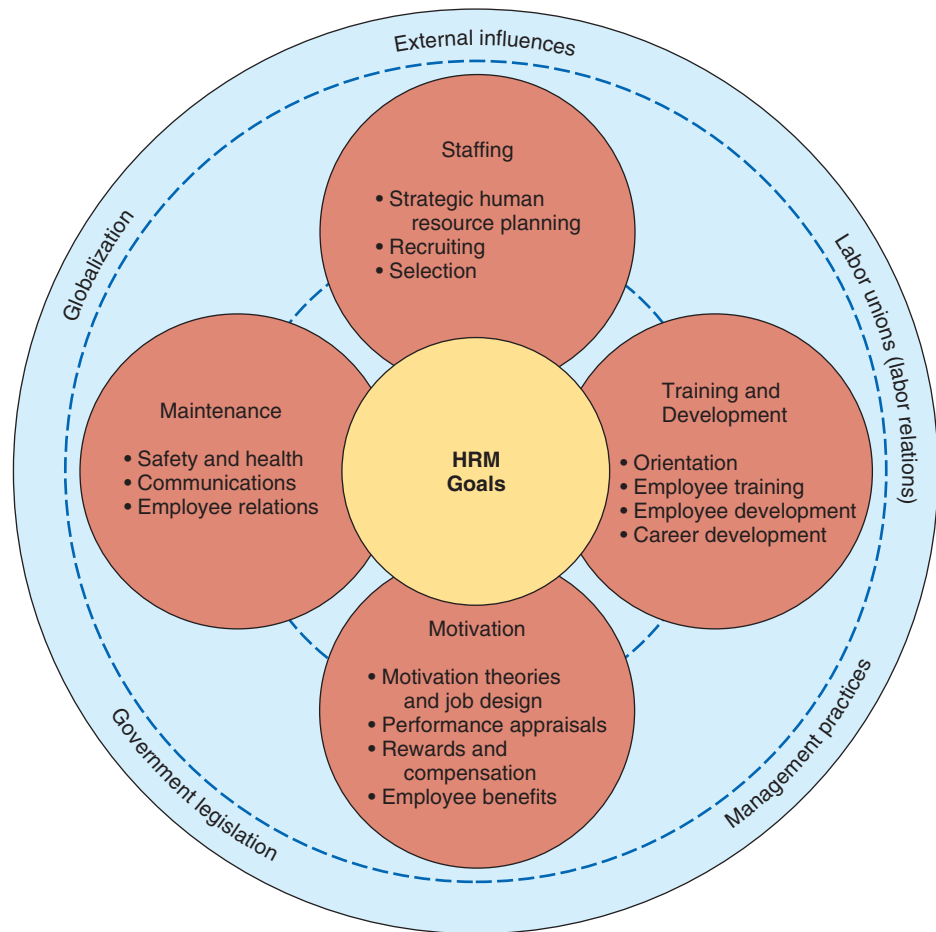 External influences
Globalization
Labor unions (labor relations)
Staffing
• Strategic human
resource planning
• Recruiting
• Selection
Maintenance
• Safety and health
• Communications
• Employee relations
HRM
Goals
Training and
Development
• Orientation
• Employee training
• Employee development
• Career development
Motivation
• Motivation theories
and job design
• Performance appraisals
• Rewards and
compensation
• Employee benefits
Government legislation
Management practices